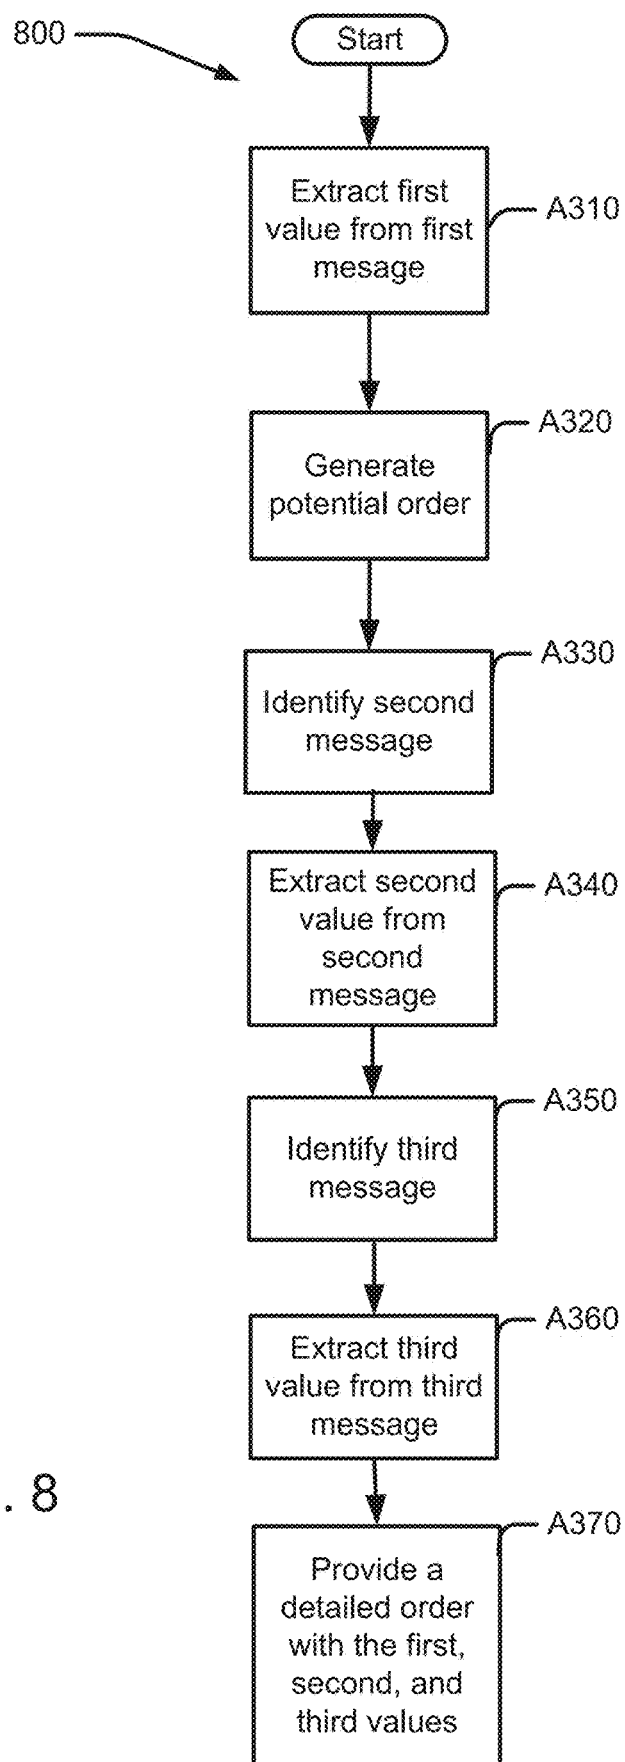 800
Start
Extract first
value from first
mesage
A310
Generate
potential order
A320
Identify second
message
A330
Extract second
value from
second
message
A340
Identify third
message
A350
Extract third
value from third
message
A360
. 8
Provide a
detailed order
with the first,
second, and
third values
A370